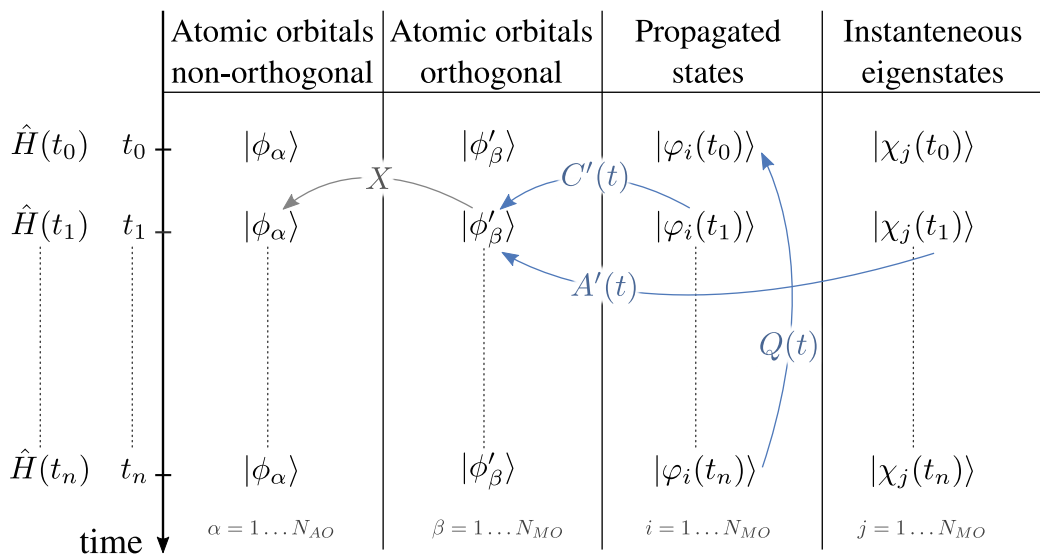 Atomic orbitals non-orthogonal
Atomic orbitals orthogonal
Propagated states
Instanteneous eigenstates
Ĥ(t₀) t₀ |ϕ_α⟩ |ϕ′_β⟩ |φ_i(t₀)⟩ |χ_j(t₀)⟩
X C′(t)
Ĥ(t₁) t₁ |ϕ_α⟩ |ϕ′_β⟩ |φ_i(t₁)⟩ |χ_j(t₁)⟩
A′(t)
Q(t)
Ĥ(t_n) t_n |ϕ_α⟩ |ϕ′_β⟩ |φ_i(t_n)⟩ |χ_j(t_n)⟩
time α = 1 … N_AO β = 1 … N_MO i = 1 … N_MO j = 1 … N_MO